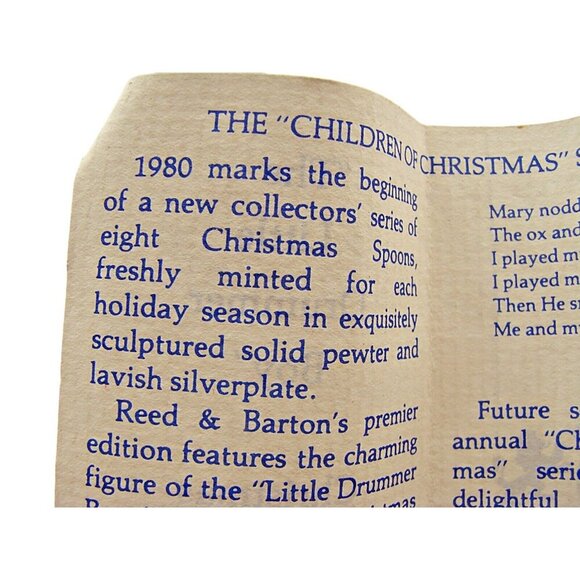 THE "CHILDREN OF CHRISTMAS"
1980 marks the beginning
of a new collectors' series of
eight Christmas Spoons,
freshly minted for each
holiday season in exquisitely
sculptured solid pewter and
lavish silverplate.
Reed & Barton's premier
edition features the charming
figure of the "Little Drummer
Mary nodd
The ox and
I played m
I played m
Then He s
Me and m
Future s
annual "Ch
mas" serie
delightful